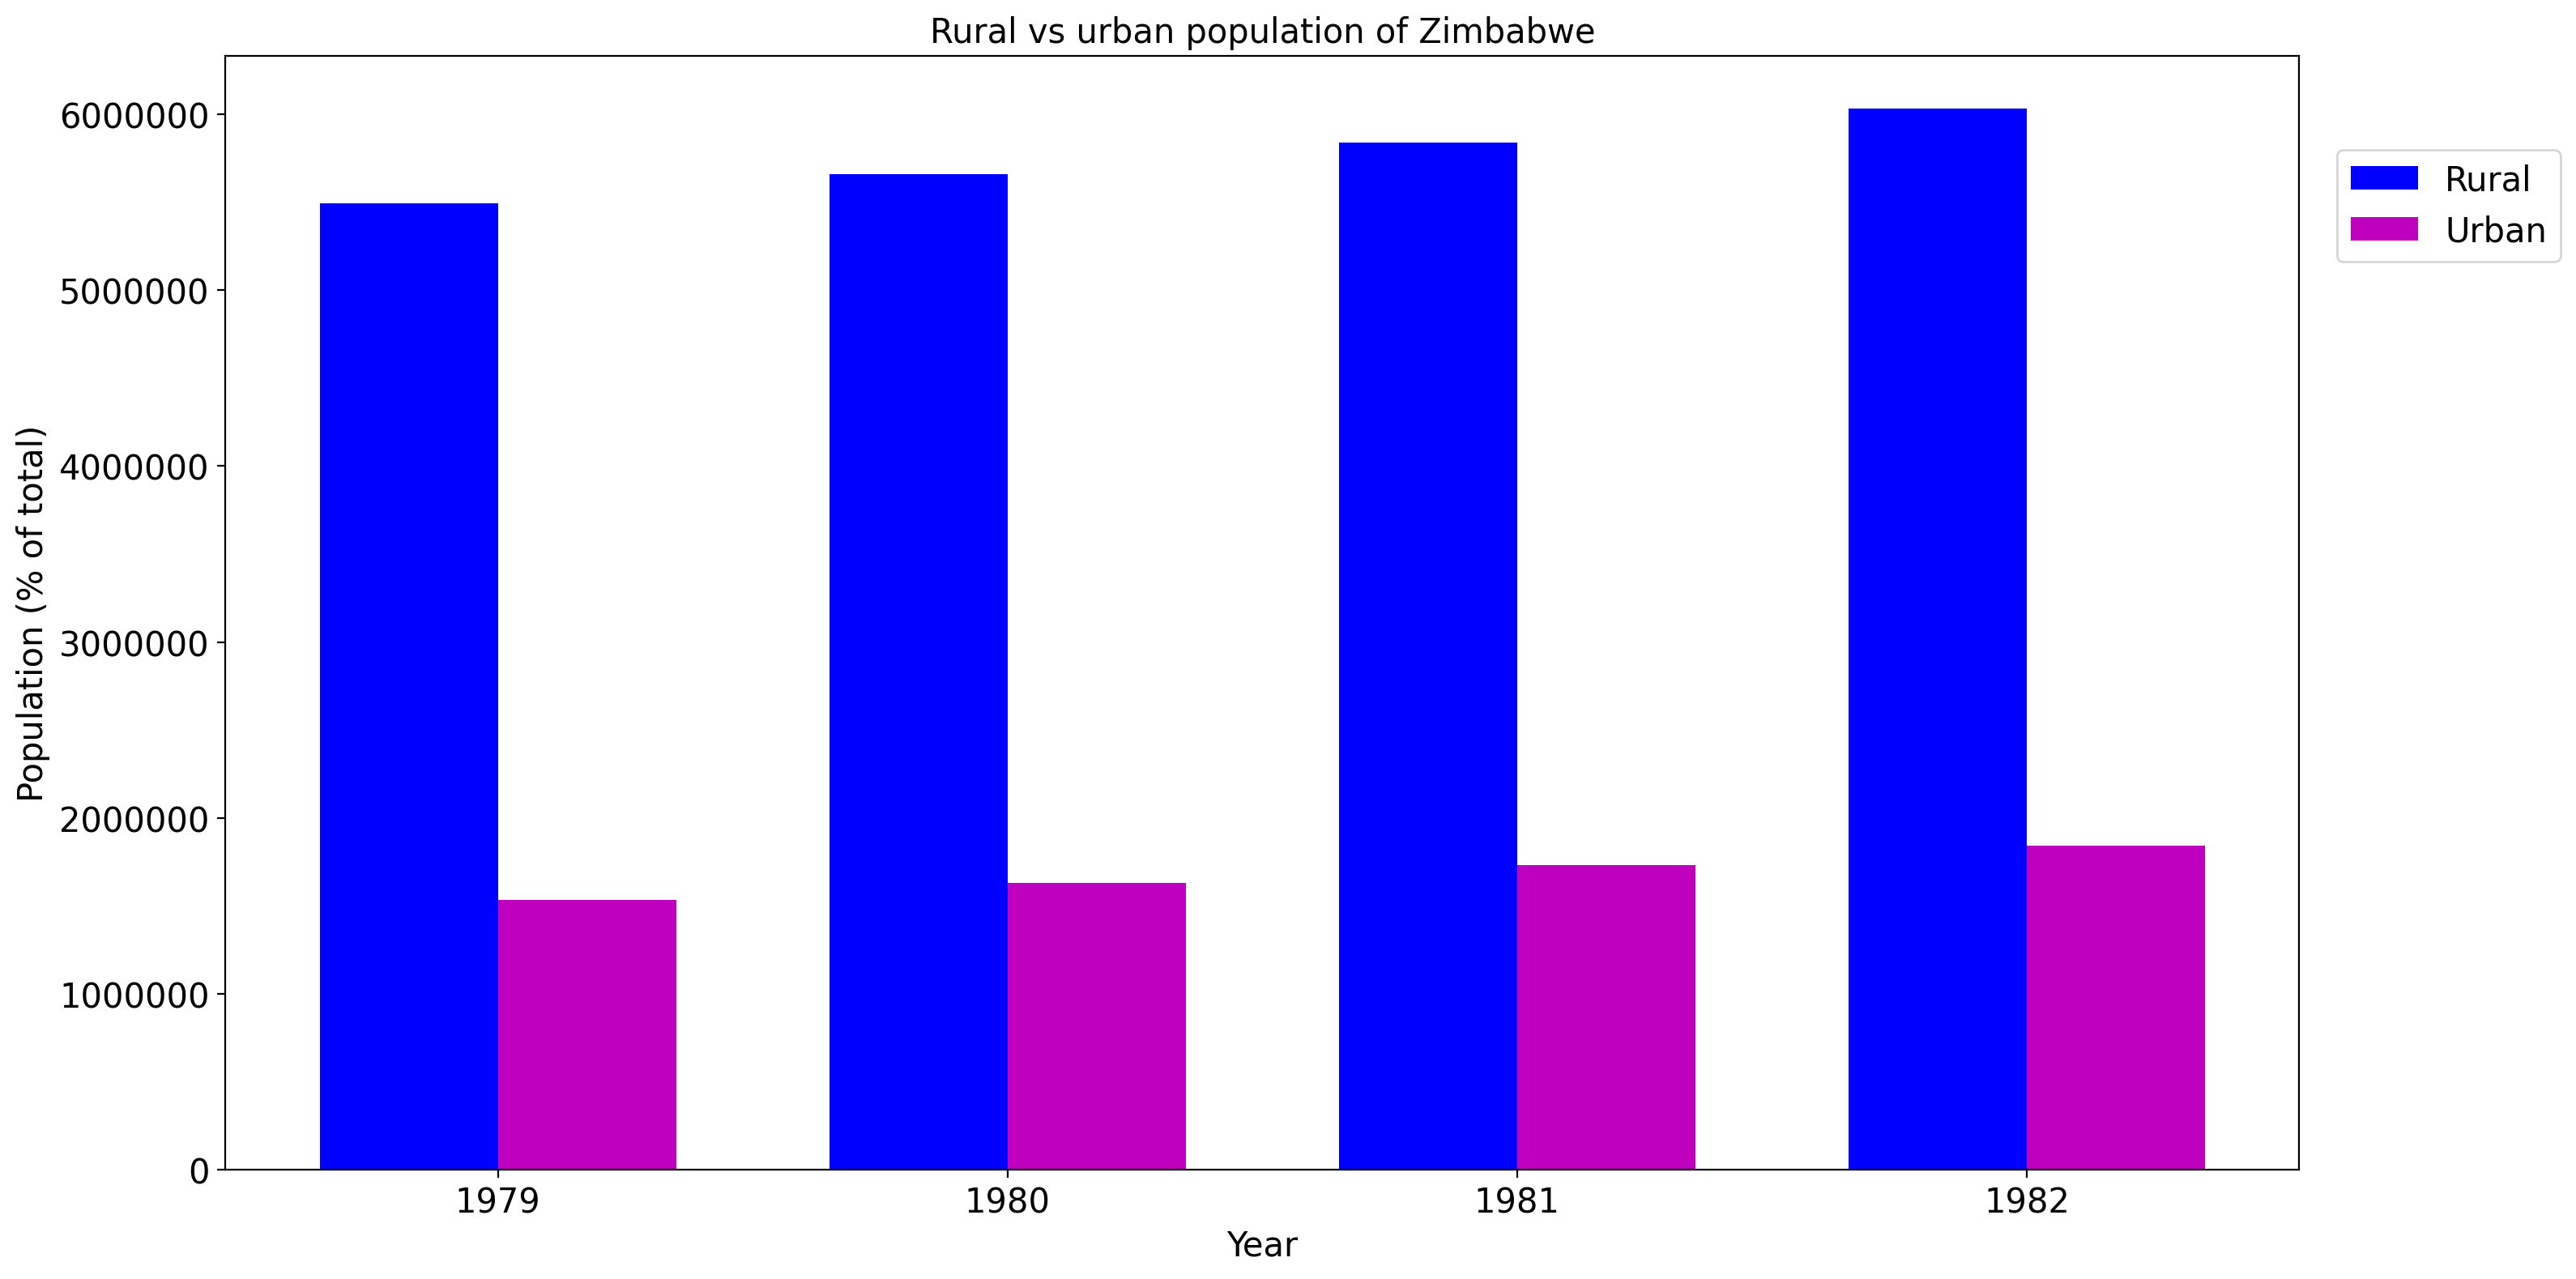 Rural vs urban population of Zimbabwe
6000000
5000000
4000000
3000000
2000000
1000000
0
Population (% of total)
1979 1980 1981 1982
Year
Rural
Urban